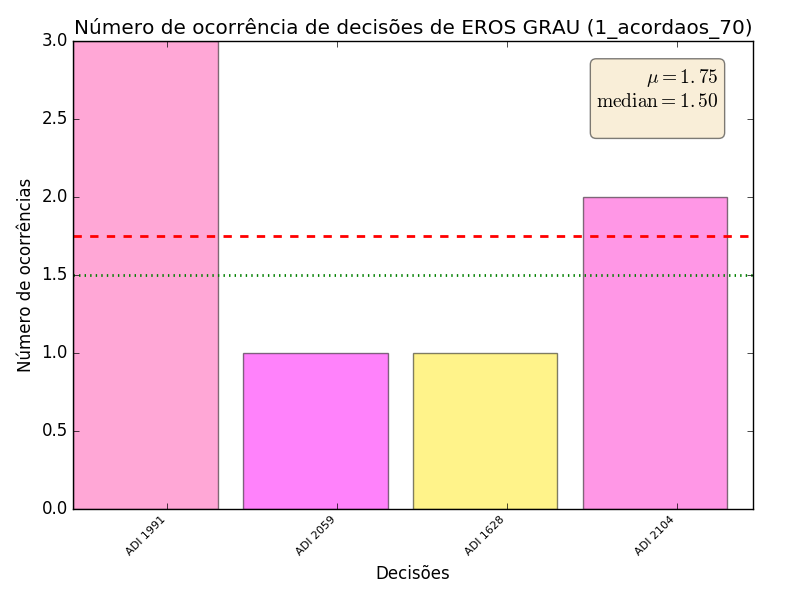 Número de ocorrência de decisões de EROS GRAU (1_acordaos_70)
3.0
2.5
2.0
1.5
1.0
0.5
0.0
Número de ocorrências
μ = 1.75
median = 1.50
ADI 1991
ADI 2059
ADI 1628
ADI 2104
Decisões